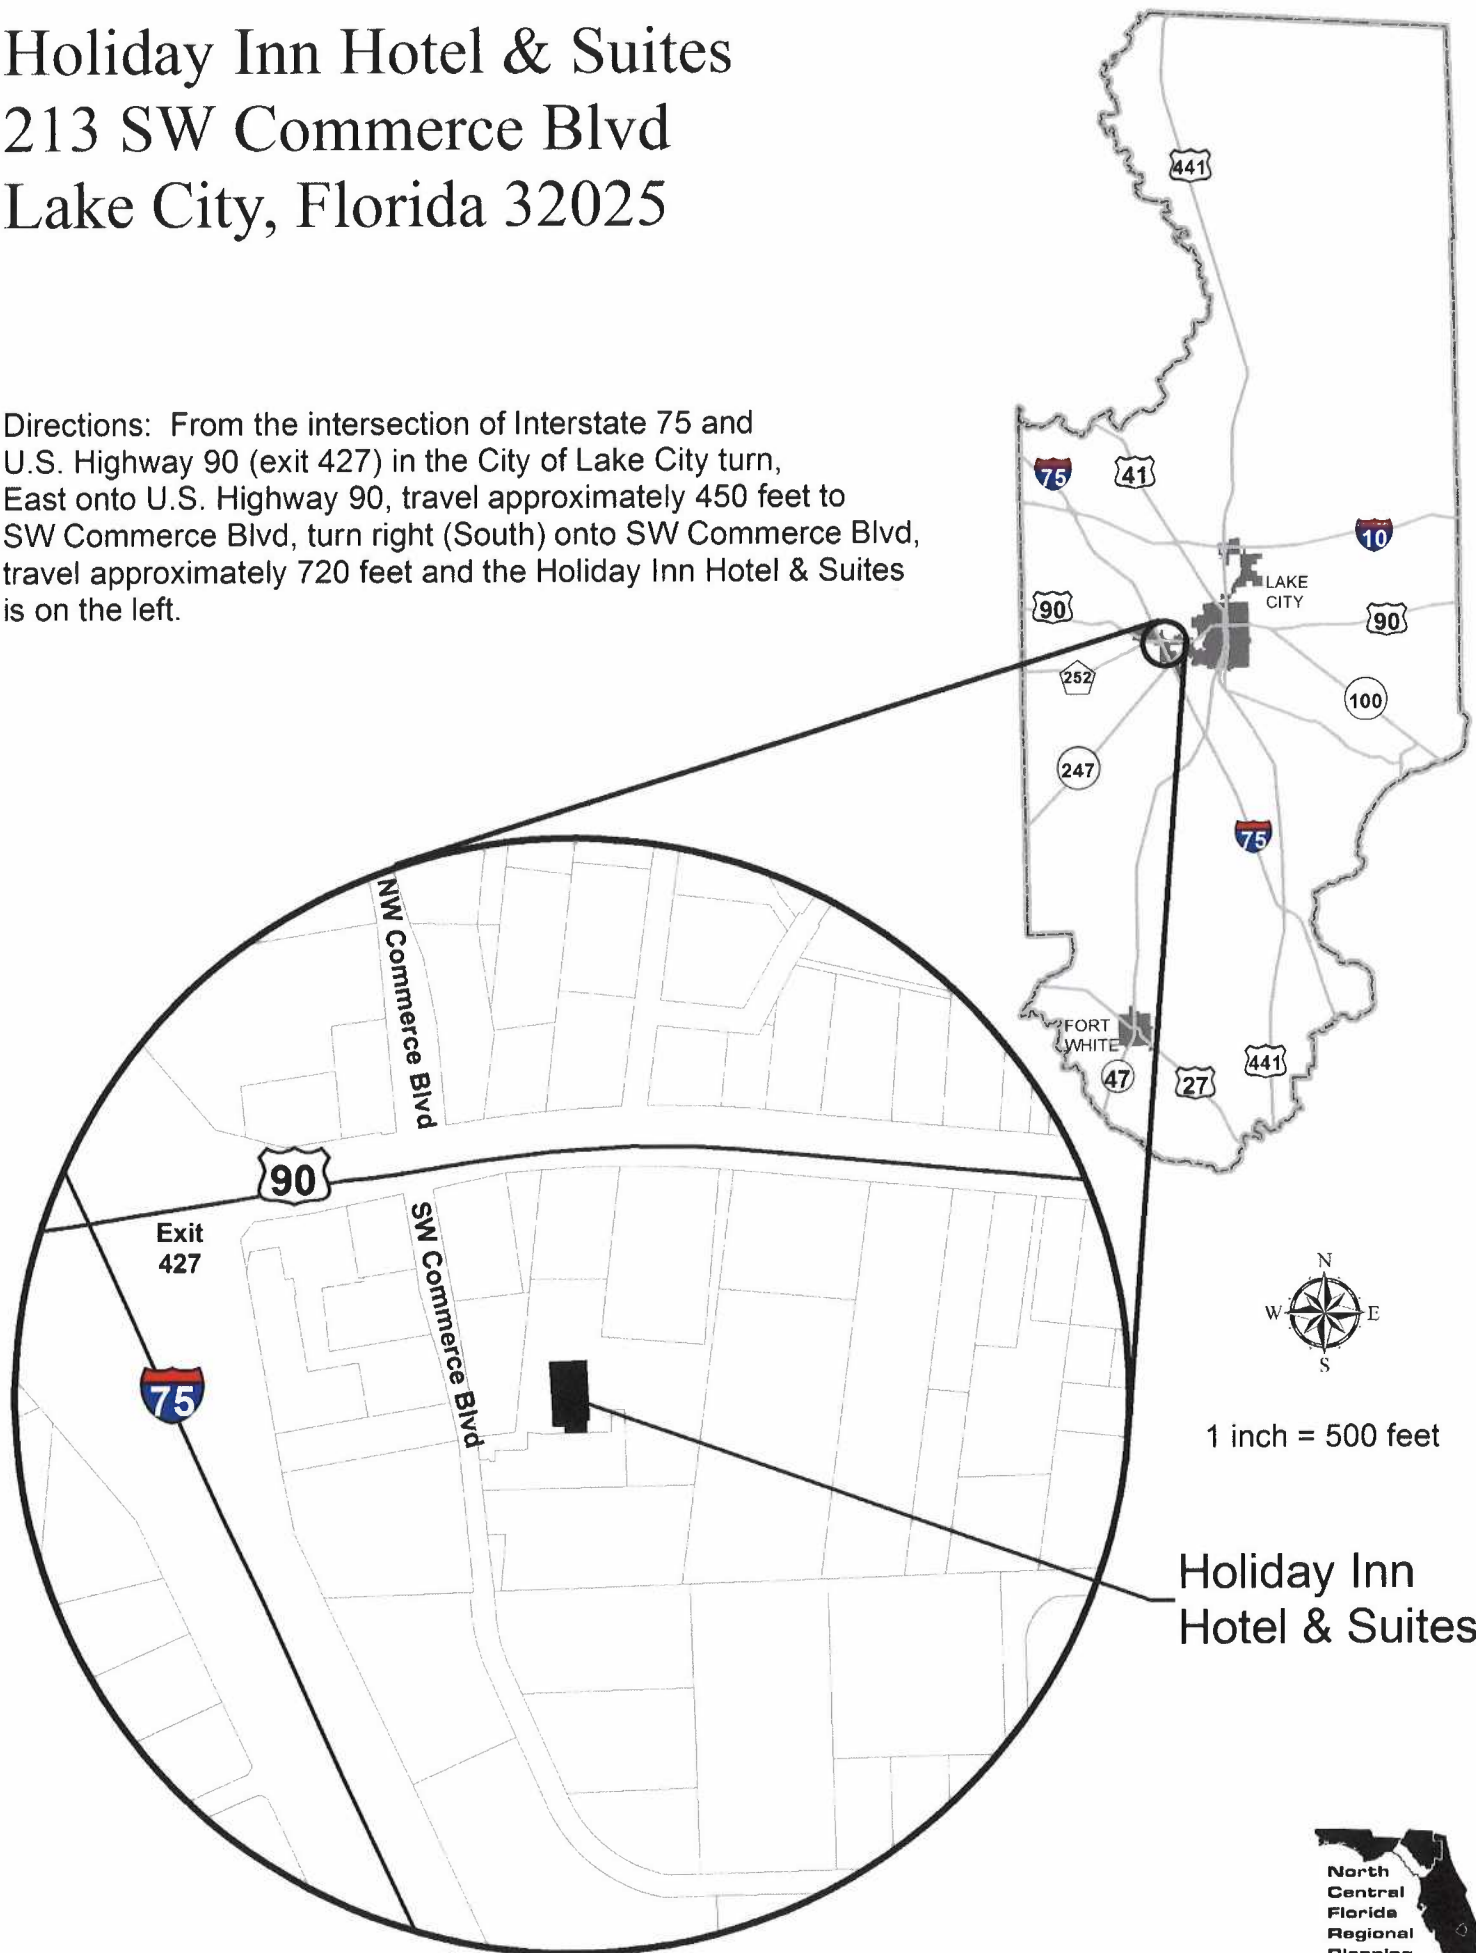 Holiday Inn Hotel & Suites
213 SW Commerce Blvd
Lake City, Florida 32025
Directions: From the intersection of Interstate 75 and
U.S. Highway 90 (exit 427) in the City of Lake City turn,
East onto U.S. Highway 90, travel approximately 450 feet to
SW Commerce Blvd, turn right (South) onto SW Commerce Blvd,
travel approximately 720 feet and the Holiday Inn Hotel & Suites
is on the left.
441
75
41
10
LAKE
CITY
90
90
252
100
247
75
FORT
WHITE
47
27
441
NW Commerce Blvd
90
Exit
427
SW Commerce Blvd
75
N
W
E
S
1 inch = 500 feet
Holiday Inn
Hotel & Suites
North
Central
Florida
Regional